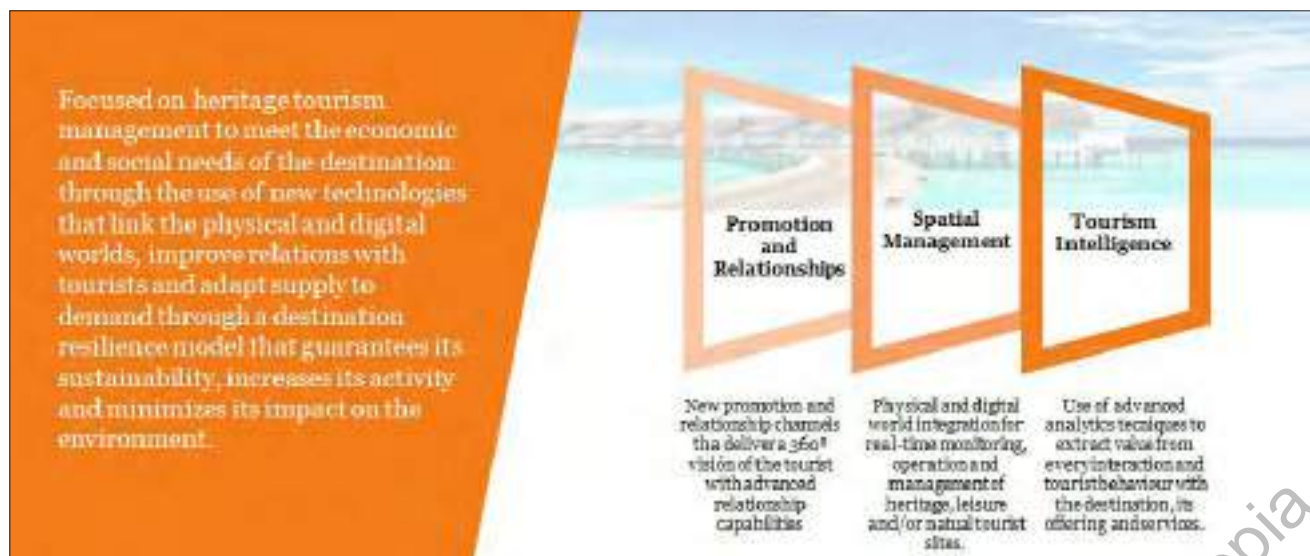 Focused on heritage tourism
management to meet the economic
and social needs of the destination
through the use of new technologies
that link the physical and digital
worlds, improve relations with
tourists and adapt supply to
demand through a destination
resilience model that guarantees its
sustainability, increases its activity
and minimizes its impact on the
environment.
Promotion
and
Relationships
Spatial
Management
Tourism
Intelligence
New promotion and
relationship channels
tha deliver a 360º
visión of the tourist
with advanced
relationship
capabilities
Physical and digital
world integration for
real-time monitoring,
operation and
management of
heritage, leisure
and/or natual tourist
sites.
Use of advanced
analytics tecniques to
extract value from
every interaction and
tourist behaviour with
the destination, its
offering and services.